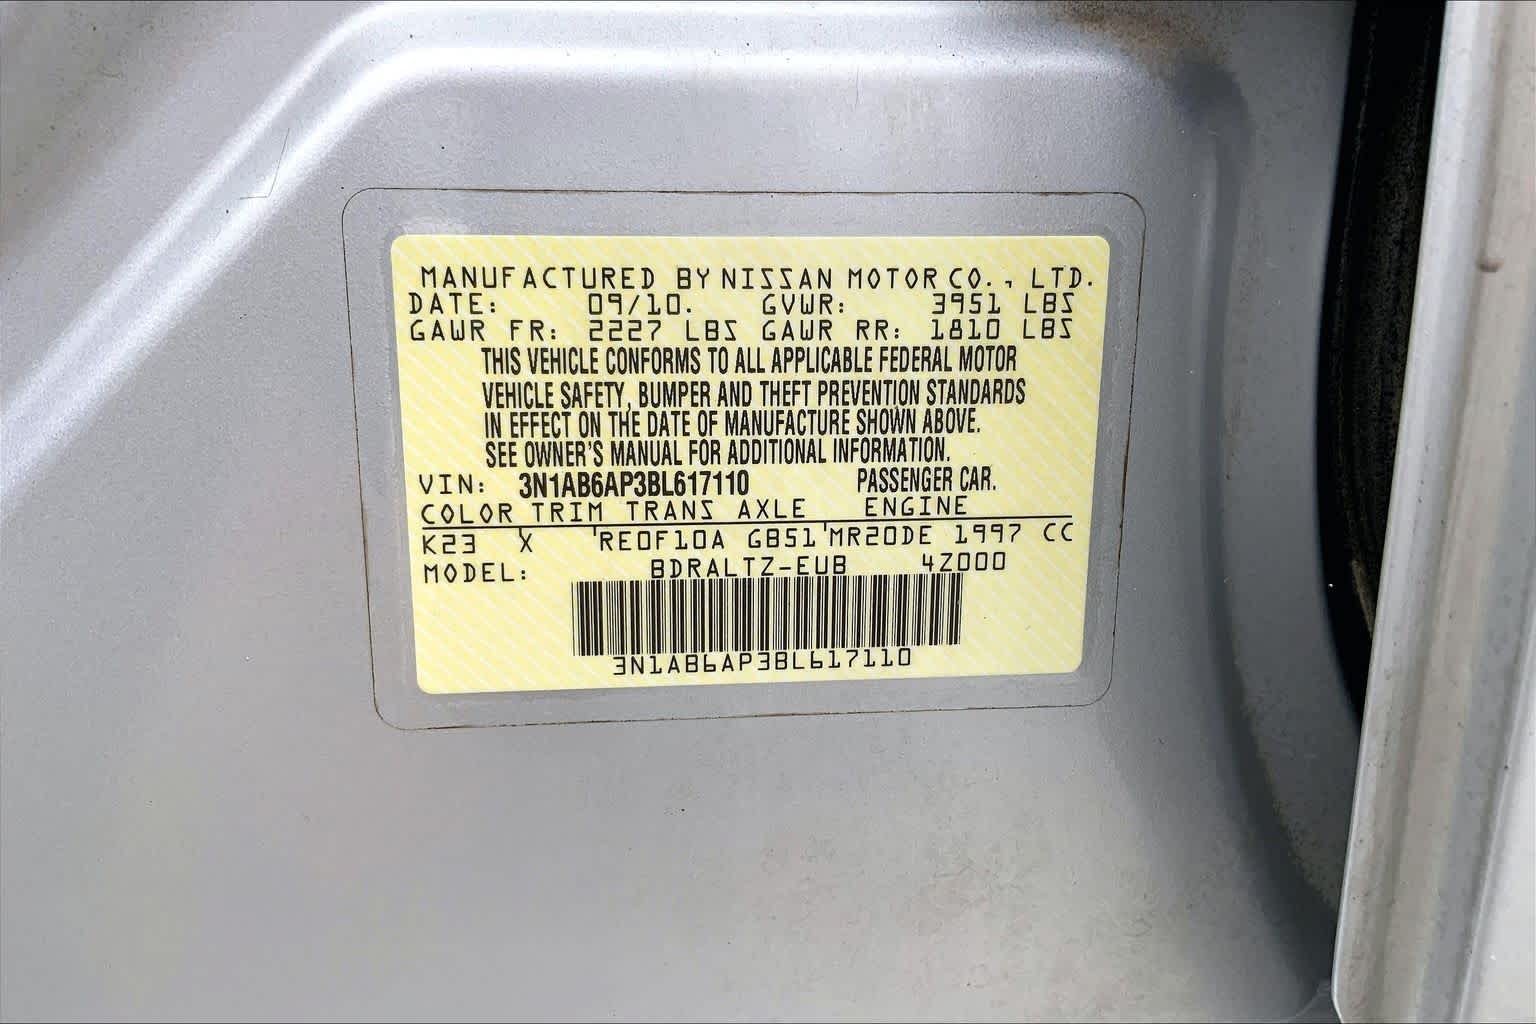 MANUFACTURED BY NISSAN MOTOR CO., LTD.
DATE: 09/10. GVWR: 3951 LBS
GAWR FR: 2227 LBS GAWR RR: 1810 LBS
THIS VEHICLE CONFORMS TO ALL APPLICABLE FEDERAL MOTOR
VEHICLE SAFETY, BUMPER AND THEFT PREVENTION STANDARDS
IN EFFECT ON THE DATE OF MANUFACTURE SHOWN ABOVE.
SEE OWNER'S MANUAL FOR ADDITIONAL INFORMATION.
VIN: 3N1AB6AP3BL617110 PASSENGER CAR.
COLOR TRIM TRANS AXLE ENGINE
K23 X RE0F10A GB51 MR20DE 1997 CC
MODEL: BDRALTZ-EUB 4Z000
3N1AB6AP3BL617110